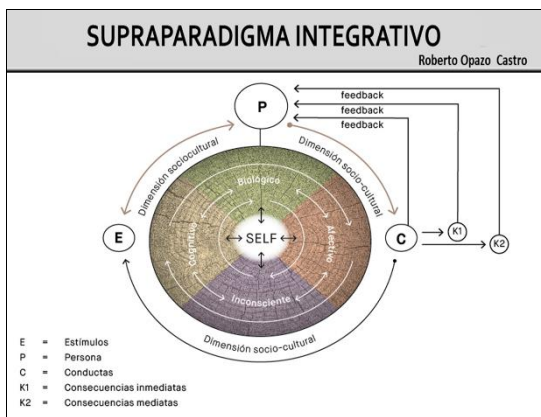 SUPRAPARADIGMA INTEGRATIVO
Roberto Opazo Castro
feedback
P
feedback
feedback
Dimensión sociocultural
Dimensión socio-cultural
Biológico
E
Cognitivo
SELF
Afectivo
C
K1
K2
Inconsciente
Dimensión socio-cultural
E = Estímulos
P = Persona
C = Conductas
K1 = Consecuencias inmediatas
K2 = Consecuencias mediatas